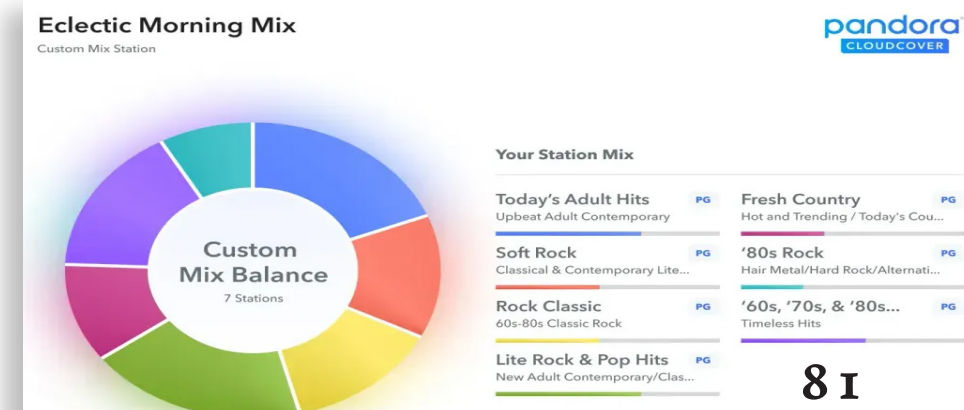 Eclectic Morning Mix
Custom Mix Station
pandora
CLOUDCOVER
Custom
Mix Balance
7 Stations
Your Station Mix
Today's Adult Hits PG
Upbeat Adult Contemporary
Soft Rock PG
Classical & Contemporary Lite...
Rock Classic PG
60s-80s Classic Rock
Lite Rock & Pop Hits PG
New Adult Contemporary/Clas...
Fresh Country PG
Hot and Trending / Today's Cou...
'80s Rock PG
Hair Metal/Hard Rock/Alternati...
'60s, '70s, & '80s... PG
Timeless Hits
81